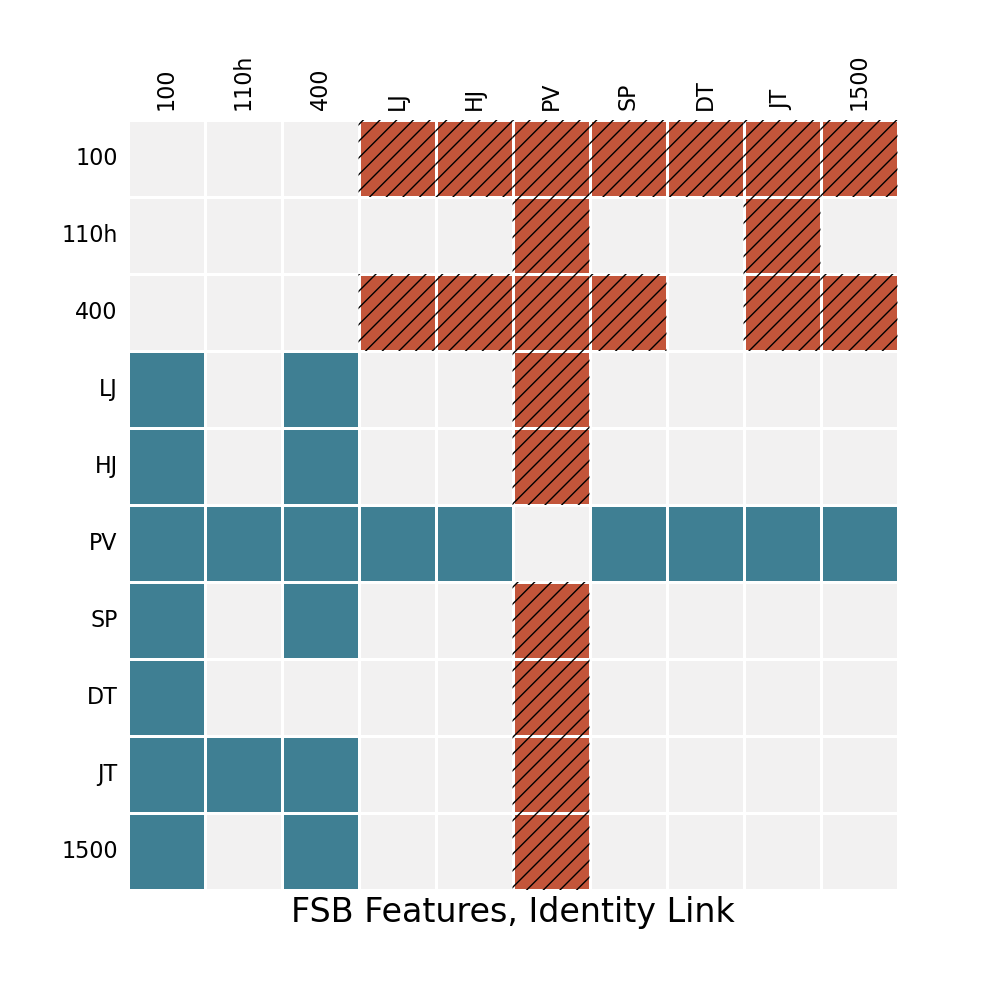 100 110h 400 LJ HJ PV SP DT JT 1500
100
110h
400
LJ
HJ
PV
SP
DT
JT
1500
FSB Features, Identity Link